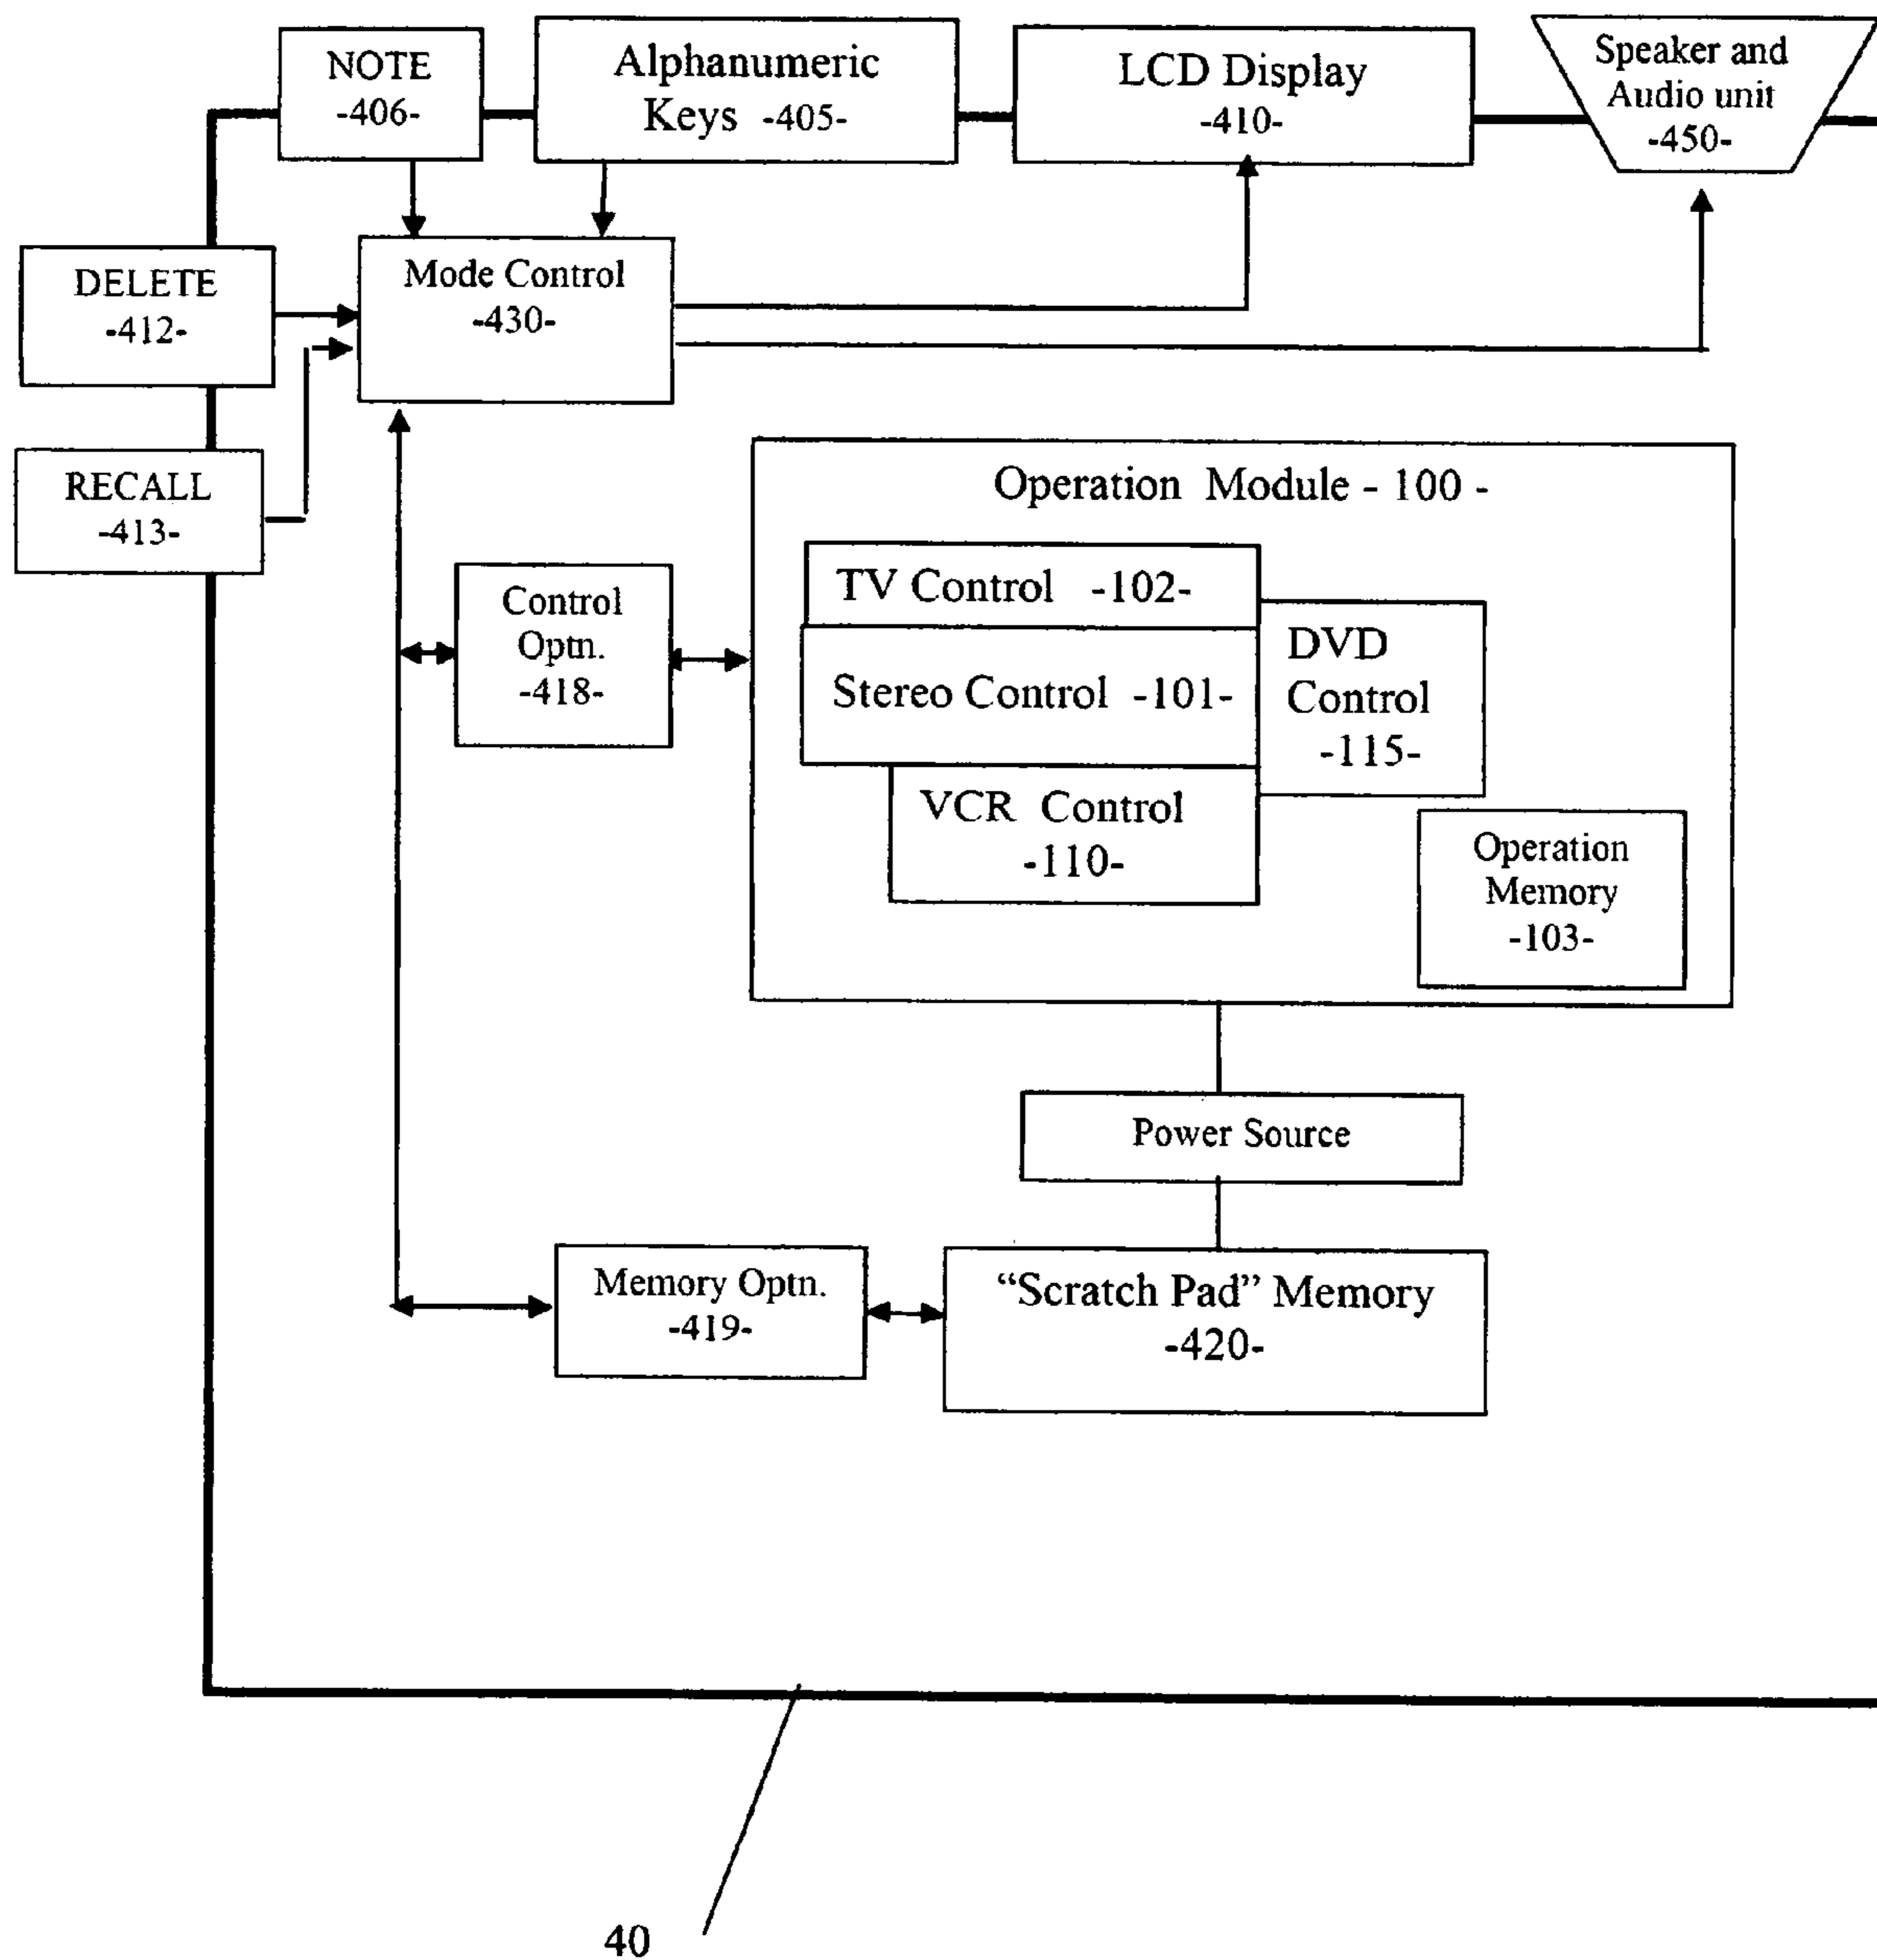 NOTE
-406-
Alphanumeric
Keys -405-
LCD Display
-410-
Speaker and
Audio unit
-450-
DELETE
-412-
Mode Control
-430-
RECALL
-413-
Operation Module - 100 -
Control
Optn.
-418-
TV Control -102-
Stereo Control -101-
DVD
Control
-115-
VCR Control
-110-
Operation
Memory
-103-
Power Source
Memory Optn.
-419-
“Scratch Pad” Memory
-420-
40